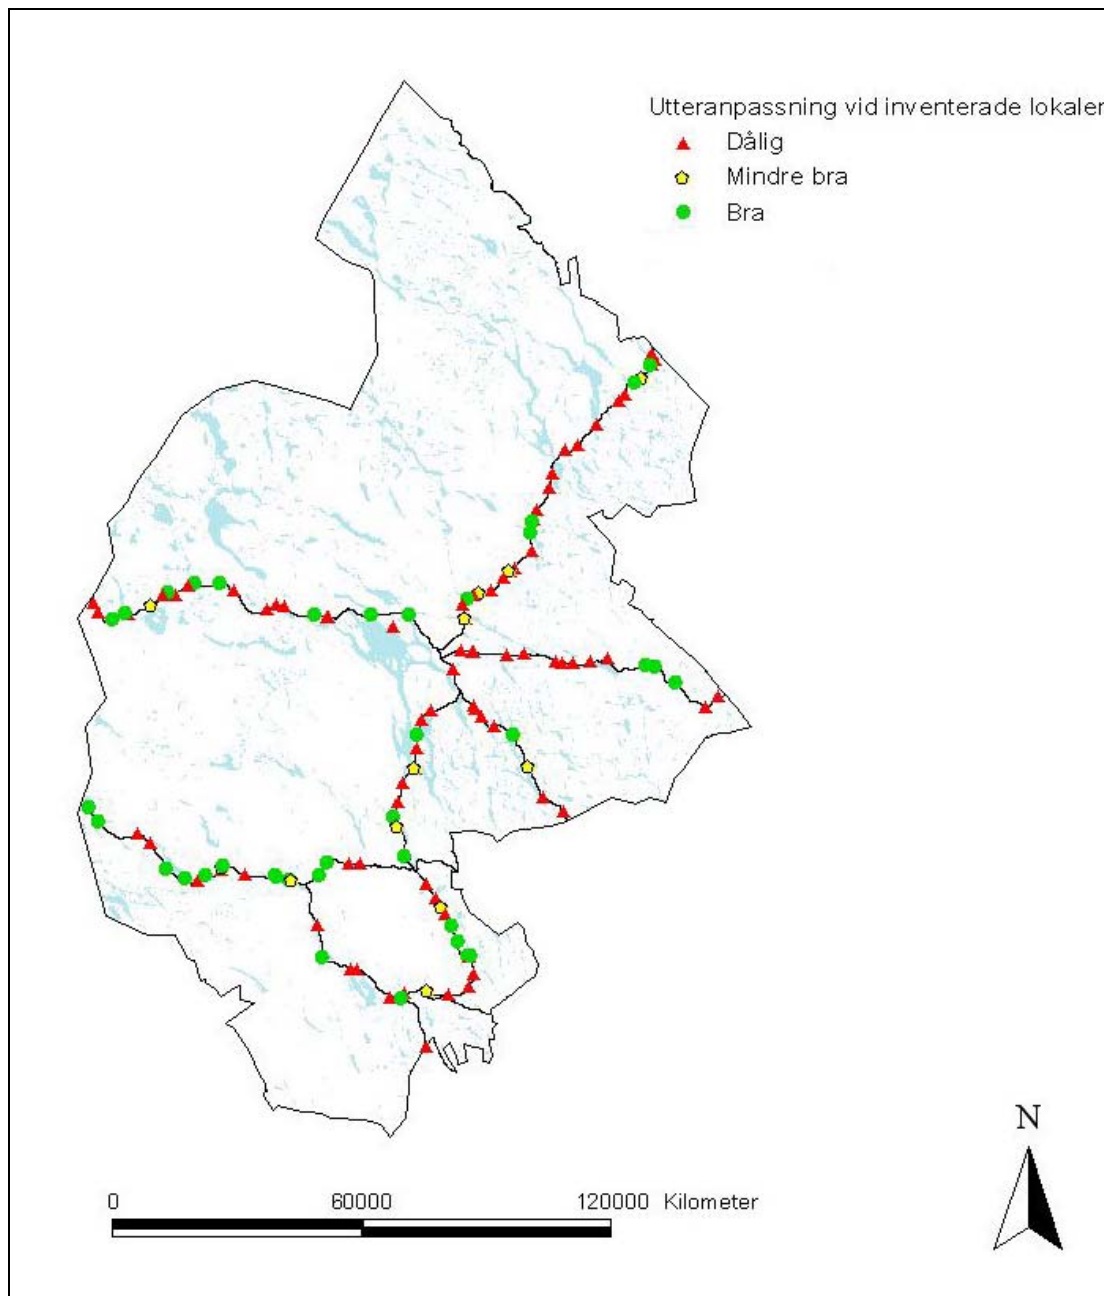 Utteranpassning vid inventerade lokaler
Dålig
Mindre bra
Bra
N
0 60000 120000 Kilometer